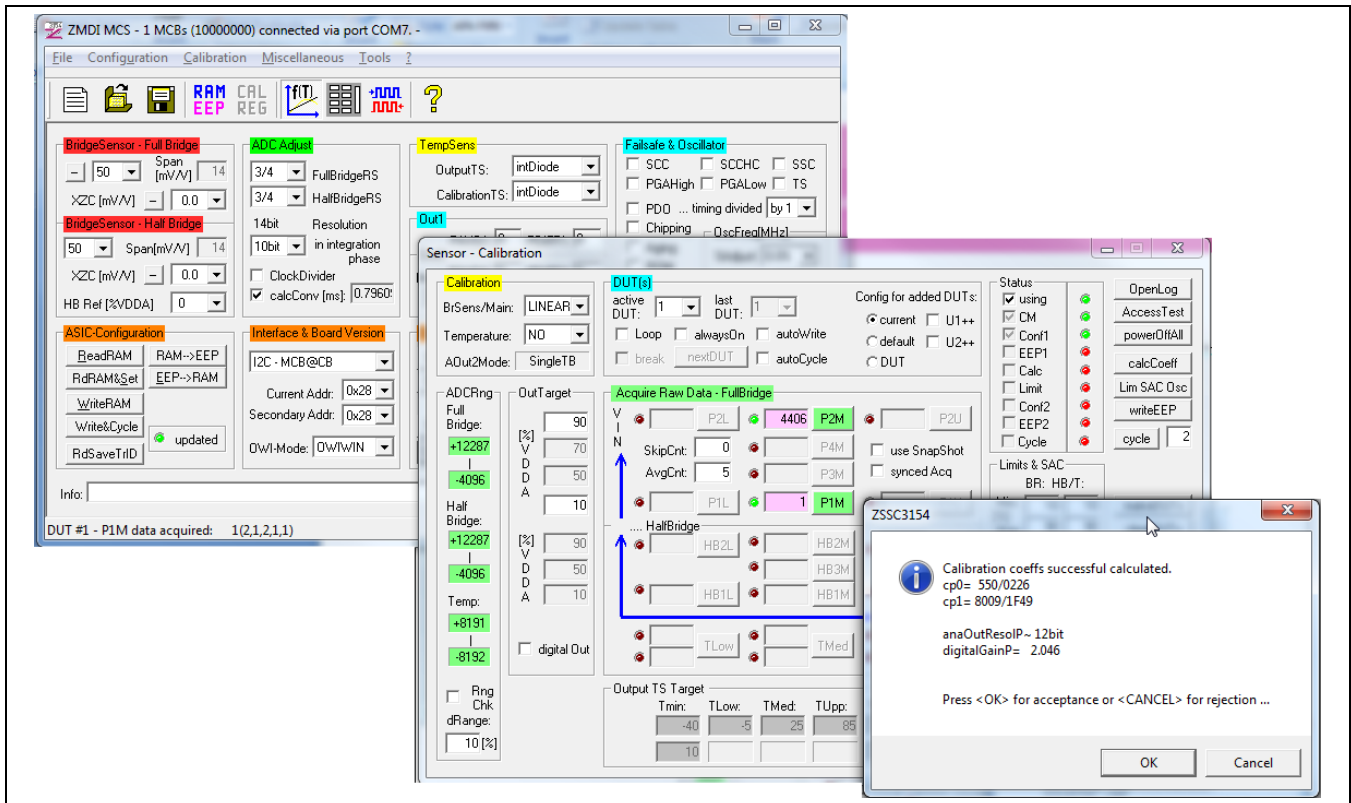 ZMDI MCS - 1 MCBs (10000000) connected via port COM7. -
File Configuration Calibration Miscellaneous Tools ?
RAM EEP CAL REG f(T) ?
BridgeSensor - Full Bridge
- 50 Span [mV/V] 14
XZC [mV/V] - 0.0
BridgeSensor - Half Bridge
50 Span[mV/V] 14
XZC [mV/V] - 0.0
HB Ref [%VDDA] 0
ADC Adjust
3/4 FullBridgeRS
3/4 HalfBridgeRS
14bit Resolution
10bit in integration phase
ClockDivider
calcConv [ms]: 0.7960
TempSens
OutputTS: intDiode
CalibrationTS: intDiode
Out1
Failsafe & Oscillator
SCC SCCHC SSC
PGAHigh PGALow TS
PDO ... timing divided by 1
Chipping OscFreq[MHz]
ASIC-Configuration
ReadRAM RAM-->EEP
RdRAM&Set EEP-->RAM
WriteRAM
Write&Cycle
RdSaveTrID
updated
Interface & Board Version
I2C - MCB@CB
Current Addr: 0x28
Secondary Addr: 0x28
OWI-Mode: OWIWIN
Info:
DUT #1 - P1M data acquired: 1(2,1,2,1,1)
Sensor - Calibration
Calibration
BrSens/Main: LINEAR
Temperature: NO
AOut2Mode: SingleTB
DUT(s)
active DUT: 1 last DUT: 1
Loop alwaysOn autoWrite
break nextDUT autoCycle
Config for added DUTs:
current U1++
default U2++
DUT
Status
using
CM
Conf1
EEP1
Calc
Limit
Conf2
EEP2
Cycle
OpenLog
AccessTest
powerOffAll
calcCoeff
Lim SAC Osc
writeEEP
cycle 2
ADCRng
Full Bridge:
+12287
|
-4096
Half Bridge:
+12287
|
-4096
Temp:
+8191
|
-8192
Rng Chk
dRange:
10 [%]
OutTarget
[%] V D D A
90
70
50
10
[%] V D D A
90
50
10
digital Out
Acquire Raw Data - FullBridge
V I N
P2L 4406 P2M P2U
SkipCnt: 0 P4M use SnapShot
AvgCnt: 5 P3M synced Acq
P1L 1 P1M
.... HalfBridge
HB2L HB2M
HB3M
HB1L HB1M
TLow TMed
Output TS Target
Tmin: TLow: TMed: TUpp:
-40 -5 25 85
10
Limits & SAC
BR: HB/T:
ZSSC3154
Calibration coeffs successful calculated.
cp0= 550/0226
cp1= 8009/1F49
anaOutResolP~ 12bit
digitalGainP= 2.046
Press <OK> for acceptance or <CANCEL> for rejection ...
OK Cancel